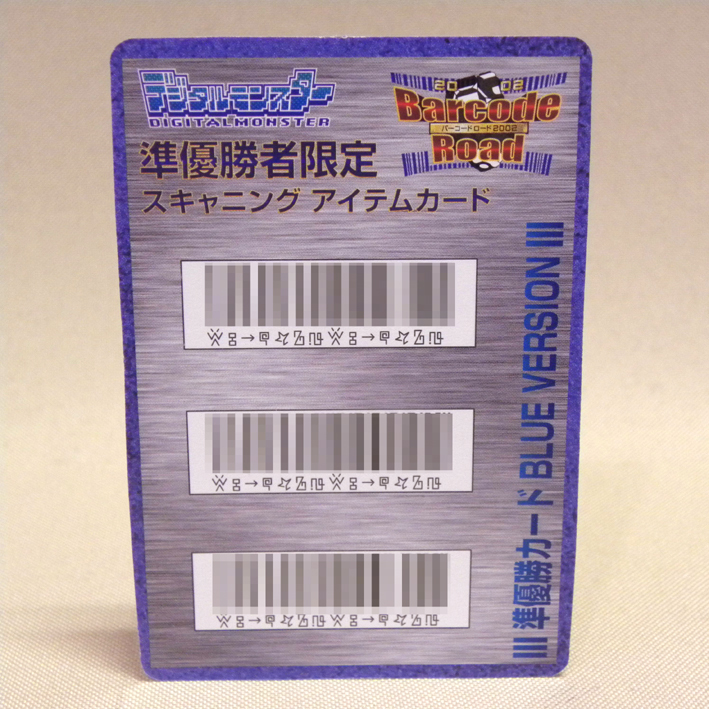 デジタルモンスター
DIGITAL MONSTER
2002
Barcode
バーコードロード2002
Road
準優勝者限定
スキャニング アイテムカード
準優勝カード BLUE VERSION